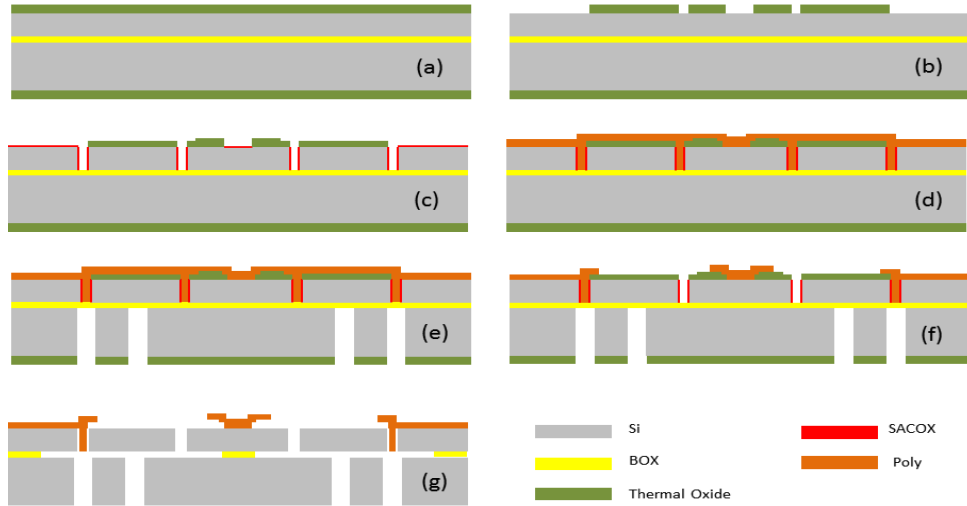 (a)
(b)
(c)
(d)
(e)
(f)
(g)
Si
SACOX
BOX
Poly
Thermal Oxide